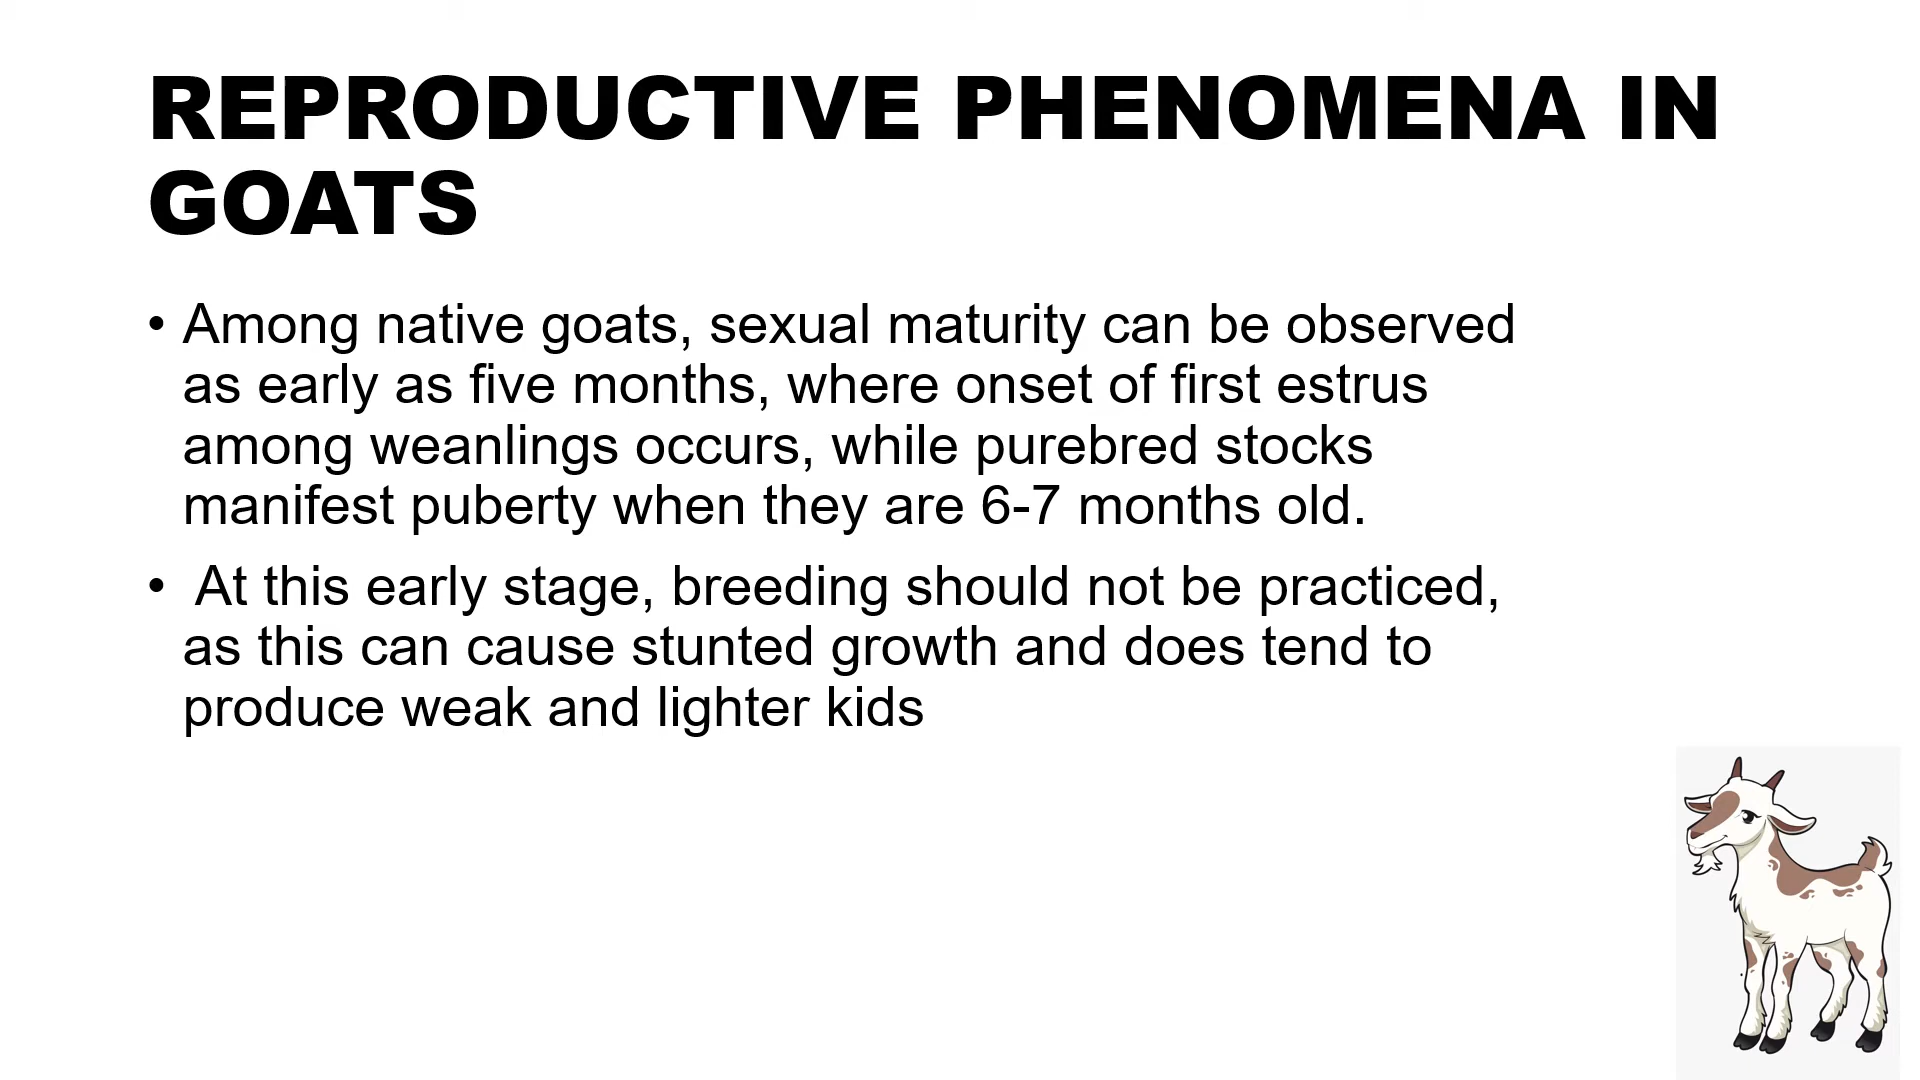 REPRODUCTIVE PHENOMENA IN
GOATS
• Among native goats, sexual maturity can be observed
as early as five months, where onset of first estrus
among weanlings occurs, while purebred stocks
manifest puberty when they are 6-7 months old.
• At this early stage, breeding should not be practiced,
as this can cause stunted growth and does tend to
produce weak and lighter kids